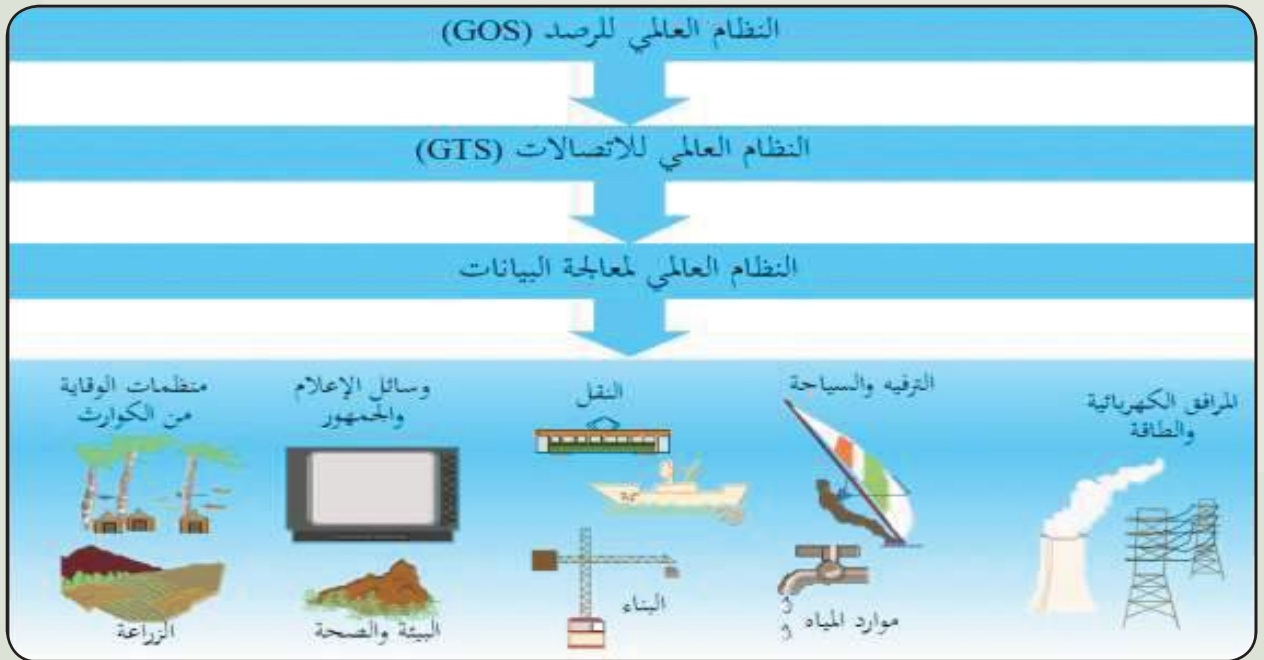 النظام العالمي للرصد (GOS)
النظام العالمي للاتصالات (GTS)
النظام العالمي لمعالجة البيانات
المرافق الكهربائية
والطاقة
الترفيه والسياحة
النقل
وسائل الإعلام
والجمهور
منظمات الوقاية
من الكوارث
موارد المياه
البناء
البيئة والصحة
الزراعة